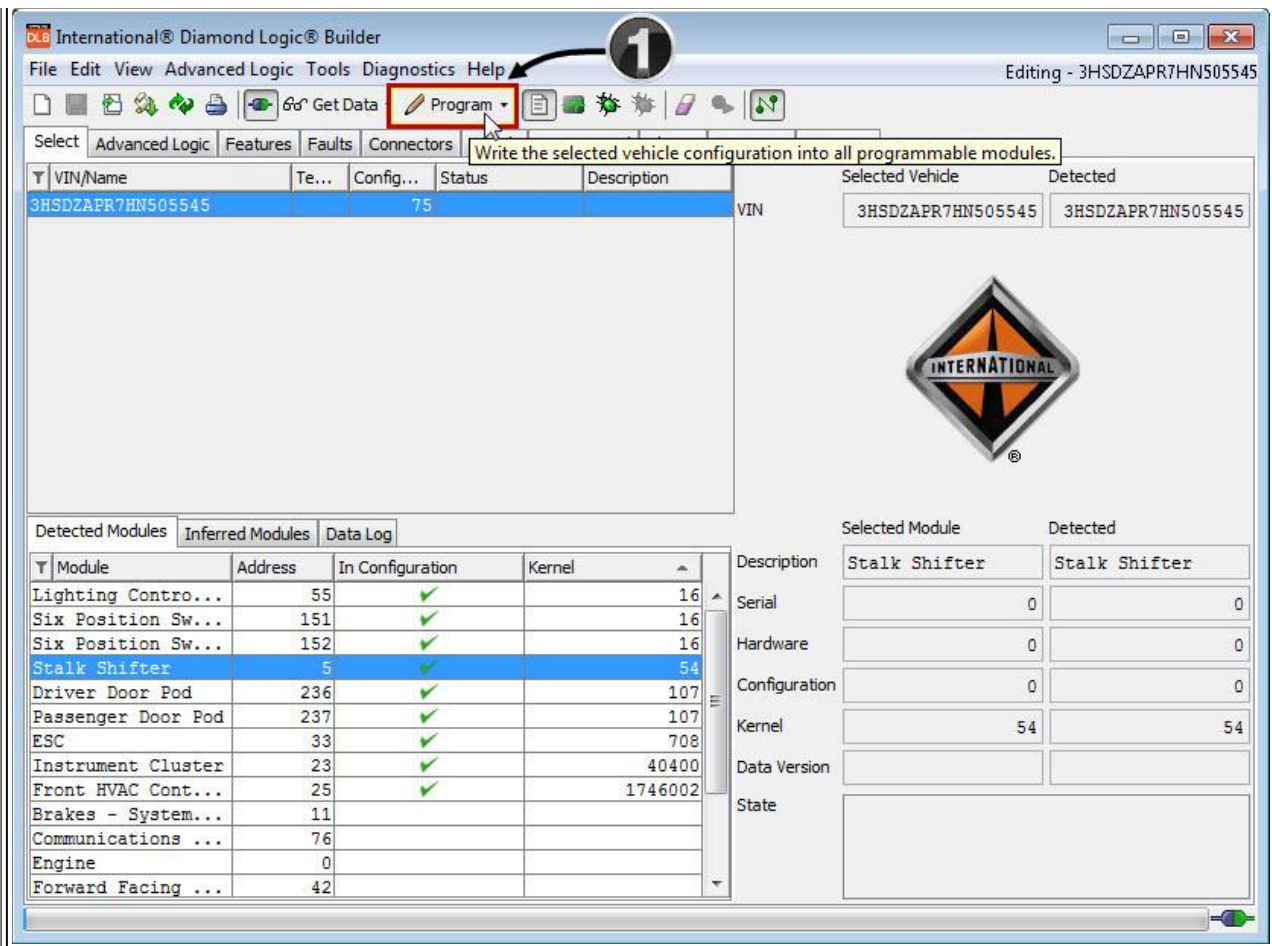 DLB International® Diamond Logic® Builder
File Edit View Advanced Logic Tools Diagnostics Help Editing - 3HSDZAPR7HN505545
1
Get Data Program
Select Advanced Logic Features Faults Connectors
Write the selected vehicle configuration into all programmable modules.
VIN/Name Te... Config... Status Description Selected Vehicle Detected
3HSDZAPR7HN505545 75 VIN 3HSDZAPR7HN505545 3HSDZAPR7HN505545
INTERNATIONAL
®
Detected Modules Inferred Modules Data Log Selected Module Detected
Module Address In Configuration Kernel Description Stalk Shifter Stalk Shifter
Lighting Contro... 55 16
Six Position Sw... 151 16 Serial 0 0
Six Position Sw... 152 16 Hardware 0 0
Stalk Shifter 5 54
Driver Door Pod 236 107 Configuration 0 0
Passenger Door Pod 237 107 Kernel 54 54
ESC 33 708
Instrument Cluster 23 40400 Data Version
Front HVAC Cont... 25 1746002 State
Brakes - System... 11
Communications ... 76
Engine 0
Forward Facing ... 42